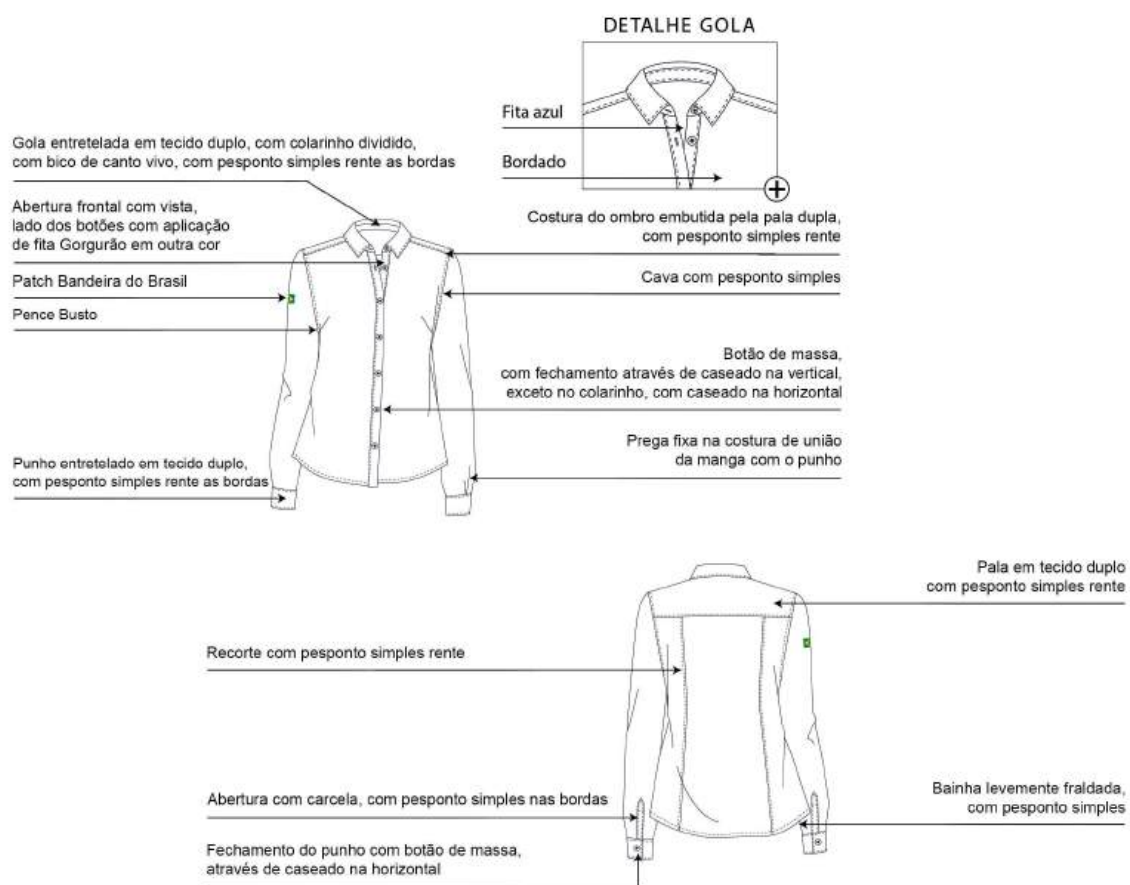 DETALHE GOLA
Fita azul
Bordado
Gola entretelada em tecido duplo, com colarinho dividido,
com bico de canto vivo, com pesponto simples rente as bordas
Abertura frontal com vista,
lado dos botões com aplicação
de fita Gorgurão em outra cor
Patch Bandeira do Brasil
Pence Busto
Punho entretelado em tecido duplo,
com pesponto simples rente as bordas
Costura do ombro embutida pela pala dupla,
com pesponto simples rente
Cava com pesponto simples
Botão de massa,
com fechamento através de caseado na vertical,
exceto no colarinho, com caseado na horizontal
Prega fixa na costura de união
da manga com o punho
Pala em tecido duplo
com pesponto simples rente
Recorte com pesponto simples rente
Abertura com carcela, com pesponto simples nas bordas
Bainha levemente fraldada,
com pesponto simples
Fechamento do punho com botão de massa,
através de caseado na horizontal